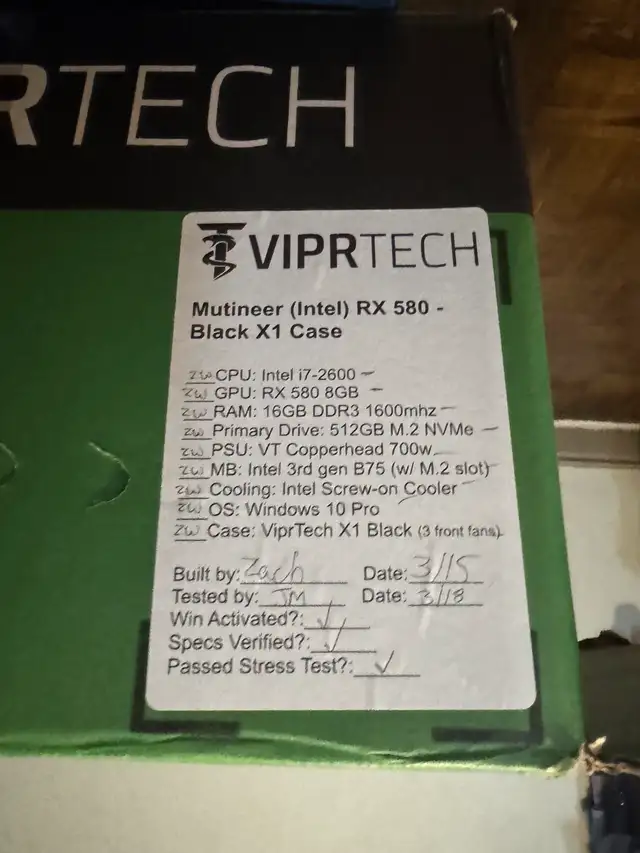 RTECH
VIPRTECH
Mutineer (Intel) RX 580 -
Black X1 Case
ZW CPU: Intel i7-2600
ZW GPU: RX 580 8GB
ZW RAM: 16GB DDR3 1600mhz
ZW Primary Drive: 512GB M.2 NVMe
ZW PSU: VT Copperhead 700w
ZW MB: Intel 3rd gen B75 (w/ M.2 slot)
ZW Cooling: Intel Screw-on Cooler
ZW OS: Windows 10 Pro
ZW Case: ViprTech X1 Black (3 front fans)
Built by: Zach Date: 3/15
Tested by: JM Date: 3/18
Win Activated?: ✓
Specs Verified?: ✓
Passed Stress Test?: ✓